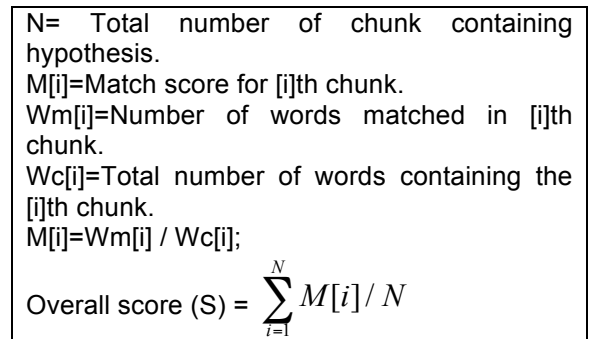 N= Total number of chunk containing
hypothesis.
M[i]=Match score for [i]th chunk.
Wm[i]=Number of words matched in [i]th
chunk.
Wc[i]=Total number of words containing the
[i]th chunk.
M[i]=Wm[i] / Wc[i];
Overall score (S) = \sum_{i=1}^{N} M[i] / N